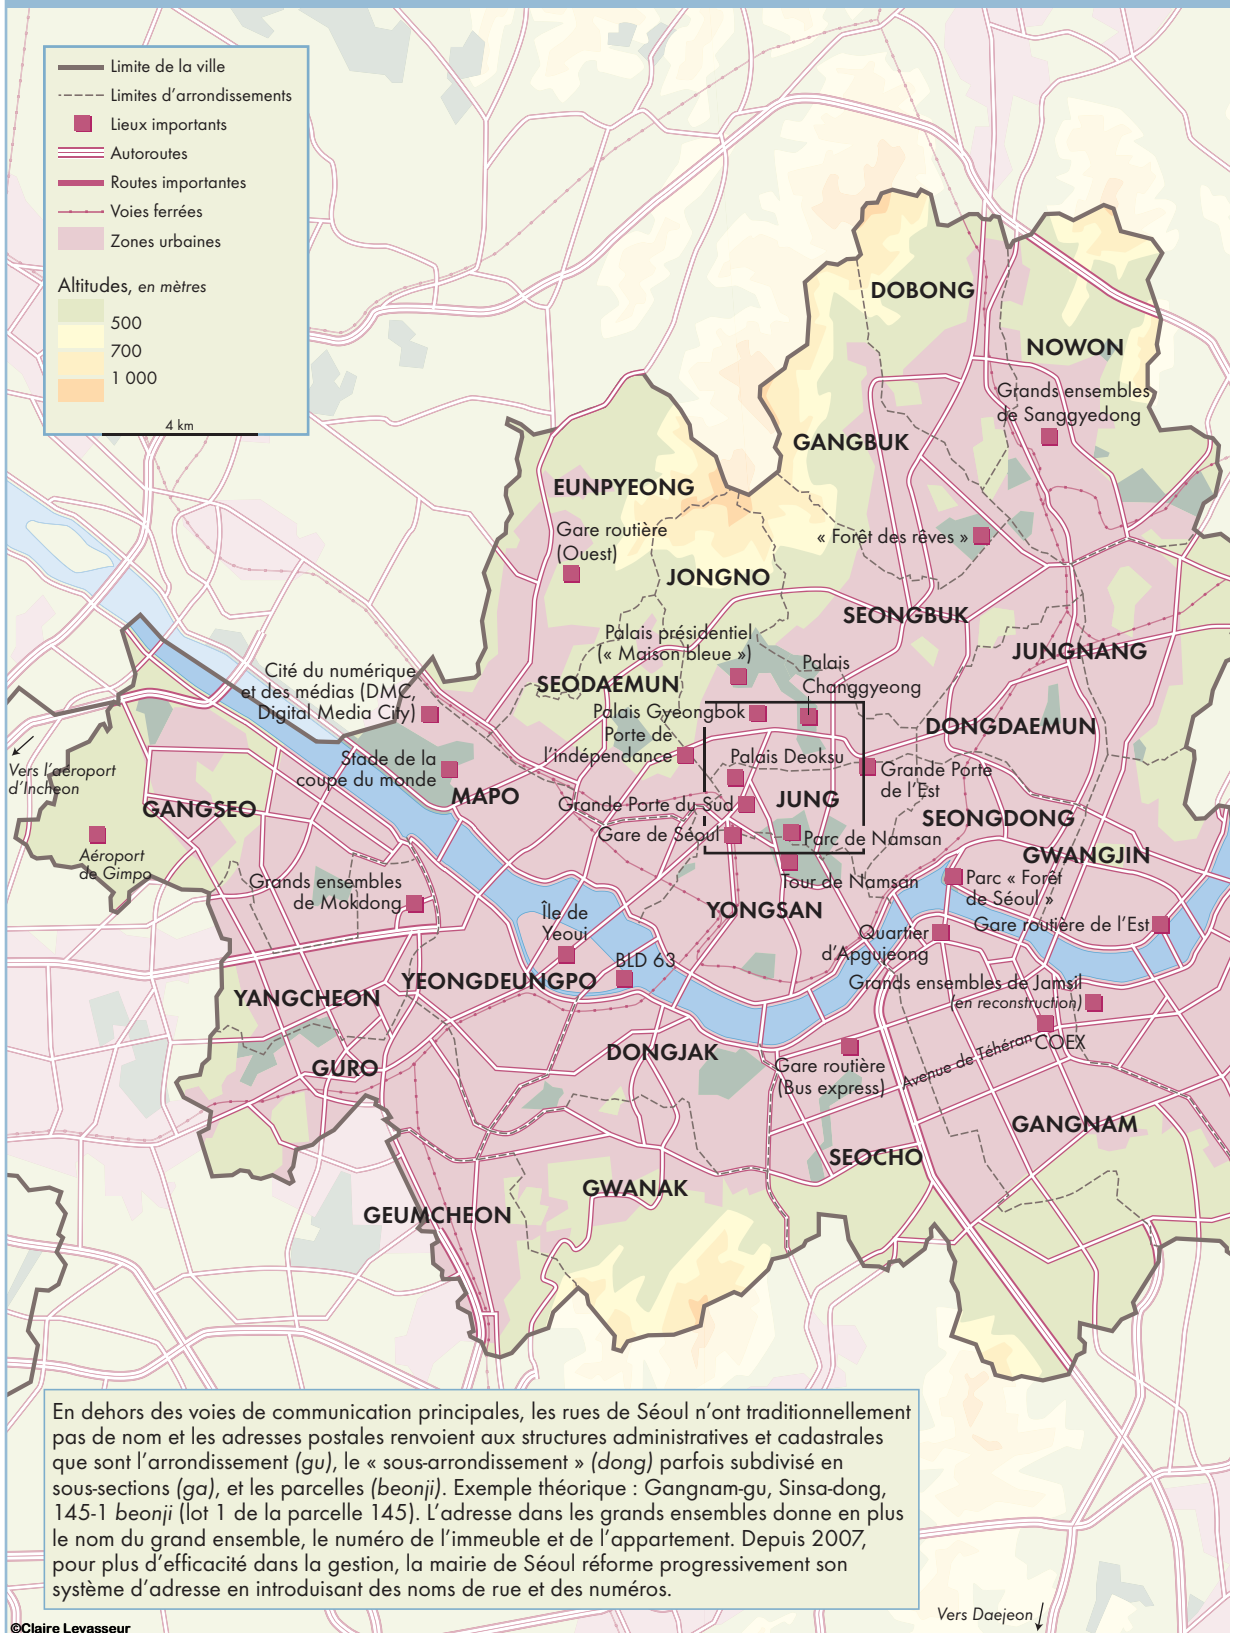 Limite de la ville
Limites d'arrondissements
Lieux importants
Autoroutes
Routes importantes
Voies ferrées
Zones urbaines
Altitudes, en mètres
500
700
1 000
4 km
DOBONG
NOWON
Grands ensembles
de Sanggyedong
GANGBUK
EUNPYEONG
Gare routière
(Ouest)
« Forêt des rêves »
JONGNO
SEONGBUK
Palais présidentiel
(« Maison bleue »)
JUNGNANG
Palais
Changgyeong
Cité du numérique
et des médias (DMC,
Digital Media City)
SEODAEMUN
Palais Gyeongbok
DONGDAEMUN
Porte de
l'indépendance
Vers l'aéroport
d'Incheon
Stade de la
coupe du monde
Palais Deoksu
Grande Porte
de l'Est
MAPO
GANGSEO
Grande Porte du Sud
JUNG
SEONGDONG
Gare de Séoul
Parc de Namsan
Aéroport
de Gimpo
GWANGJIN
Tour de Namsan
Parc « Forêt
de Séoul »
Grands ensembles
de Mokdong
Île de
Yeoui
YONGSAN
Gare routière de l'Est
Quartier
d'Apgujeong
BLD 63
YEONGDEUNGPO
Grands ensembles de Jamsil
(en reconstruction)
YANGCHEON
COEX
Avenue de Téhéran
DONGJAK
GURO
Gare routière
(Bus express)
GANGNAM
SEOCHO
GWANAK
GEUMCHEON
En dehors des voies de communication principales, les rues de Séoul n'ont traditionnellement
pas de nom et les adresses postales renvoient aux structures administratives et cadastrales
que sont l'arrondissement (gu), le « sous-arrondissement » (dong) parfois subdivisé en
sous-sections (ga), et les parcelles (beonji). Exemple théorique : Gangnam-gu, Sinsa-dong,
145-1 beonji (lot 1 de la parcelle 145). L'adresse dans les grands ensembles donne en plus
le nom du grand ensemble, le numéro de l'immeuble et de l'appartement. Depuis 2007,
pour plus d'efficacité dans la gestion, la mairie de Séoul réforme progressivement son
système d'adresse en introduisant des noms de rue et des numéros.
Vers Daejeon
©Claire Levasseur